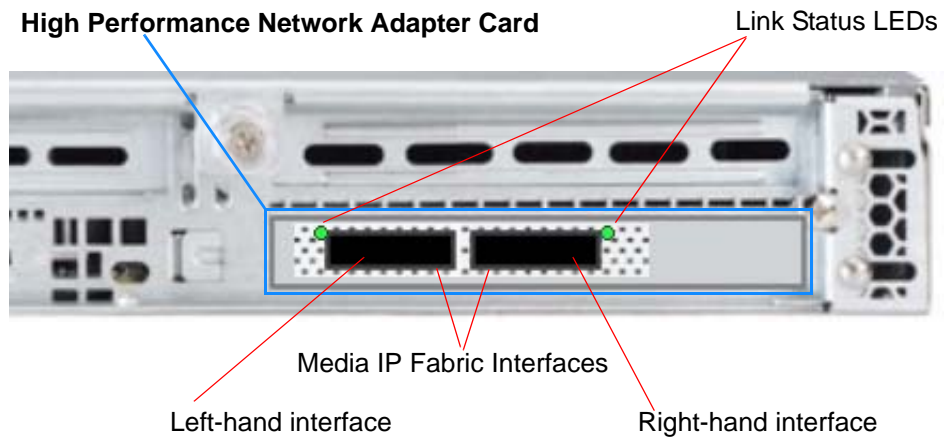 High Performance Network Adapter Card
Link Status LEDs
Media IP Fabric Interfaces
Left-hand interface
Right-hand interface